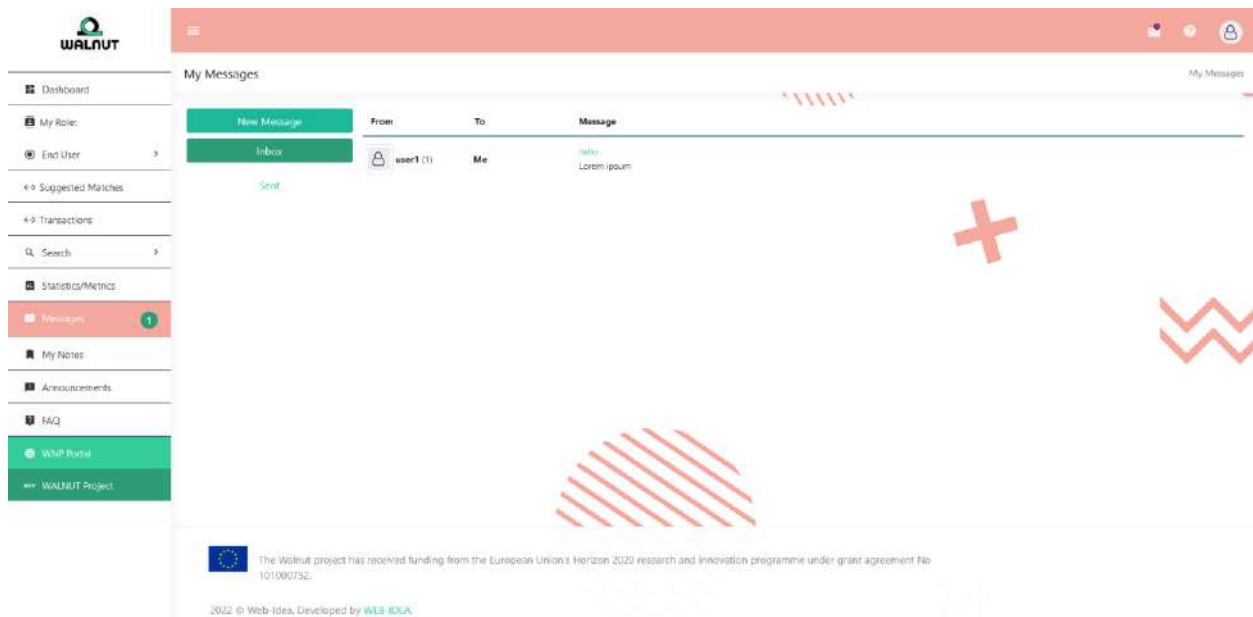 WALNUT
Dashboard
My Role:
End User
Suggested Matches
Transactions
Search
Statistics/Metrics
Messages 1
My Notes
Announcements
FAQ
WNP Portal
WALNUT Project
My Messages
My Messages
New Message
Inbox
Sent
From To Message
user1 (1) Me hello
Lorem ipsum
The Walnut project has received funding from the European Union's Horizon 2020 research and innovation programme under grant agreement No
101000752.
2022 © Web-Idea. Developed by WEB-IDEA